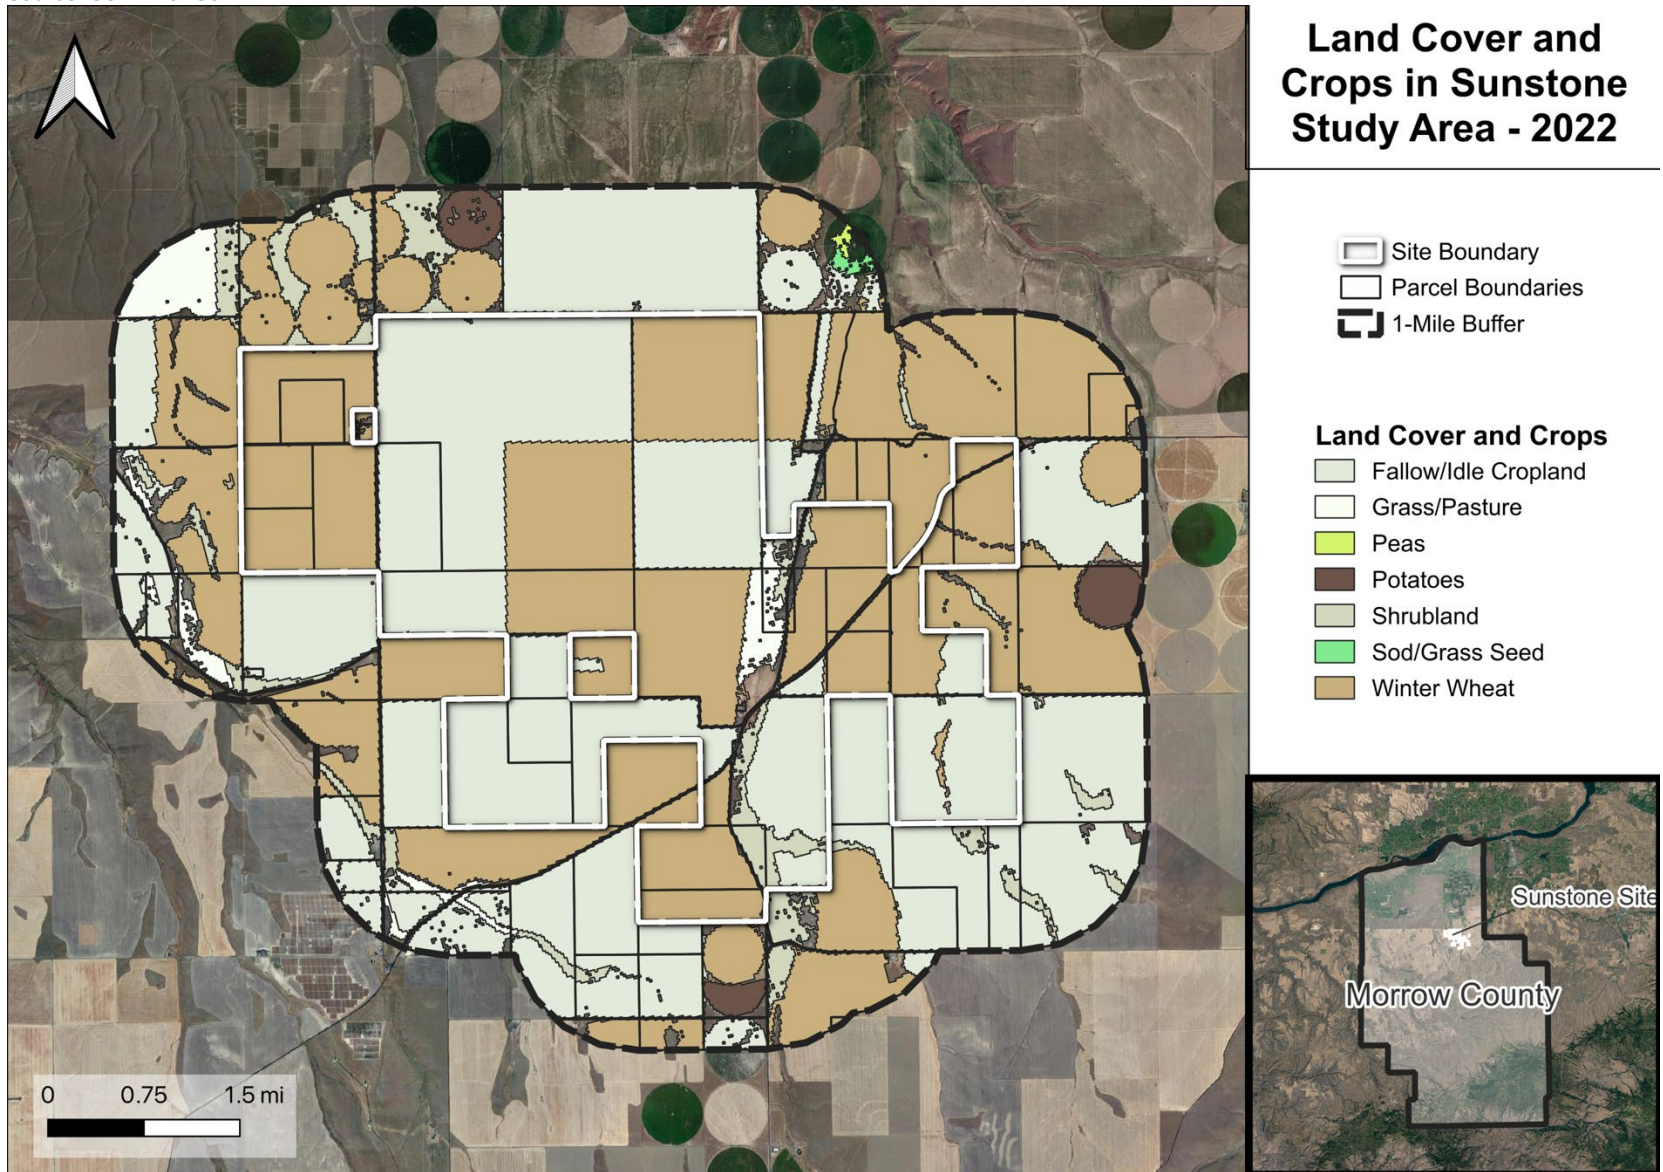 Land Cover and
Crops in Sunstone
Study Area - 2022
Site Boundary
Parcel Boundaries
1-Mile Buffer
Land Cover and Crops
Fallow/Idle Cropland
Grass/Pasture
Peas
Potatoes
Shrubland
Sod/Grass Seed
Winter Wheat
Sunstone Site
Morrow County
0 0.75 1.5 mi